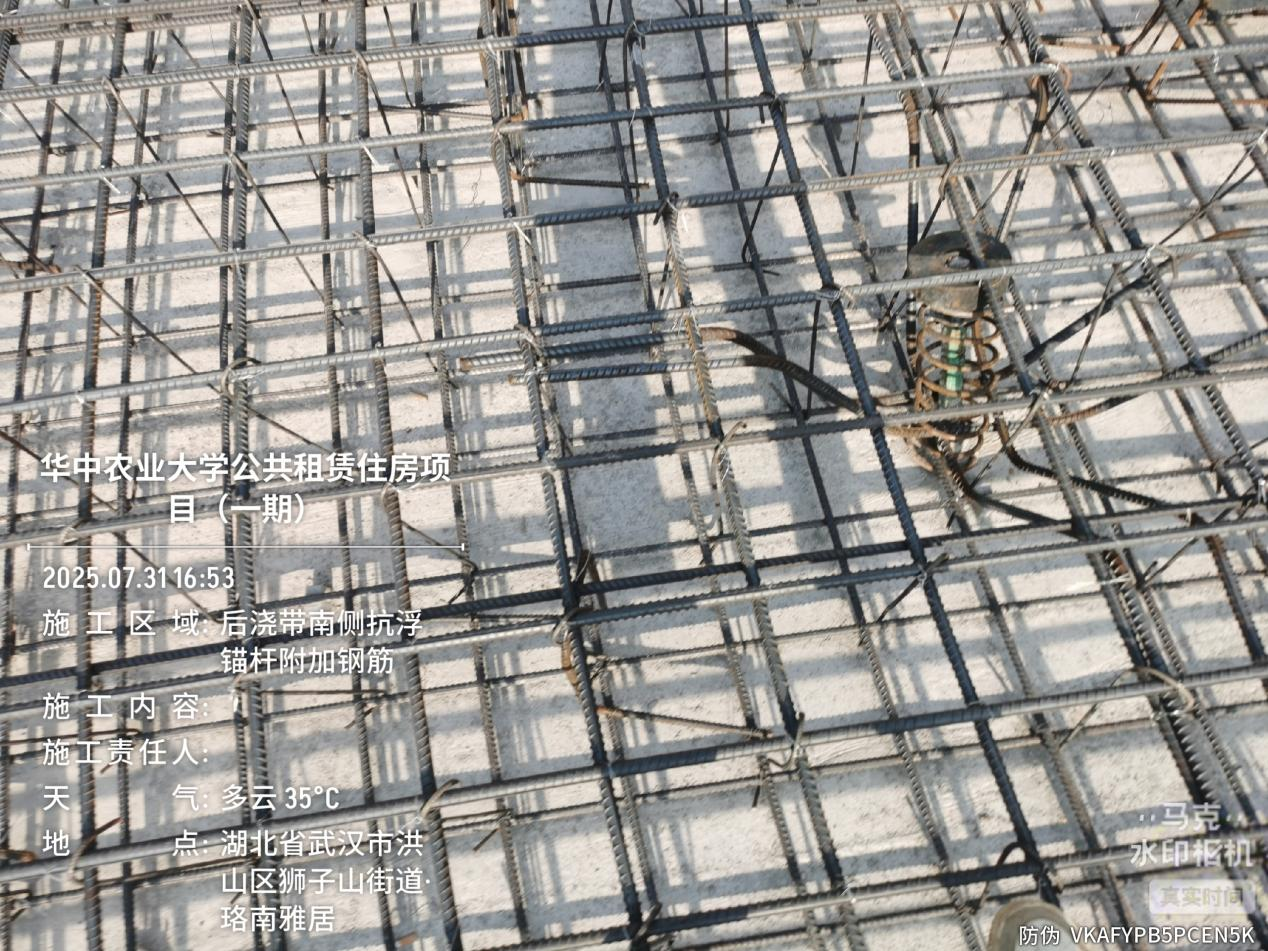 华中农业大学公共租赁住房项
目（一期）
2025.07.31 16:53
施工区域: 后浇带南侧抗浮
锚杆附加钢筋
施工内容:
施工责任人:
天气: 多云 35°C
地点: 湖北省武汉市洪
山区狮子山街道·
珞南雅居
马克
水印相机
真实时间
防伪 VKAFYPB5PCEN5K